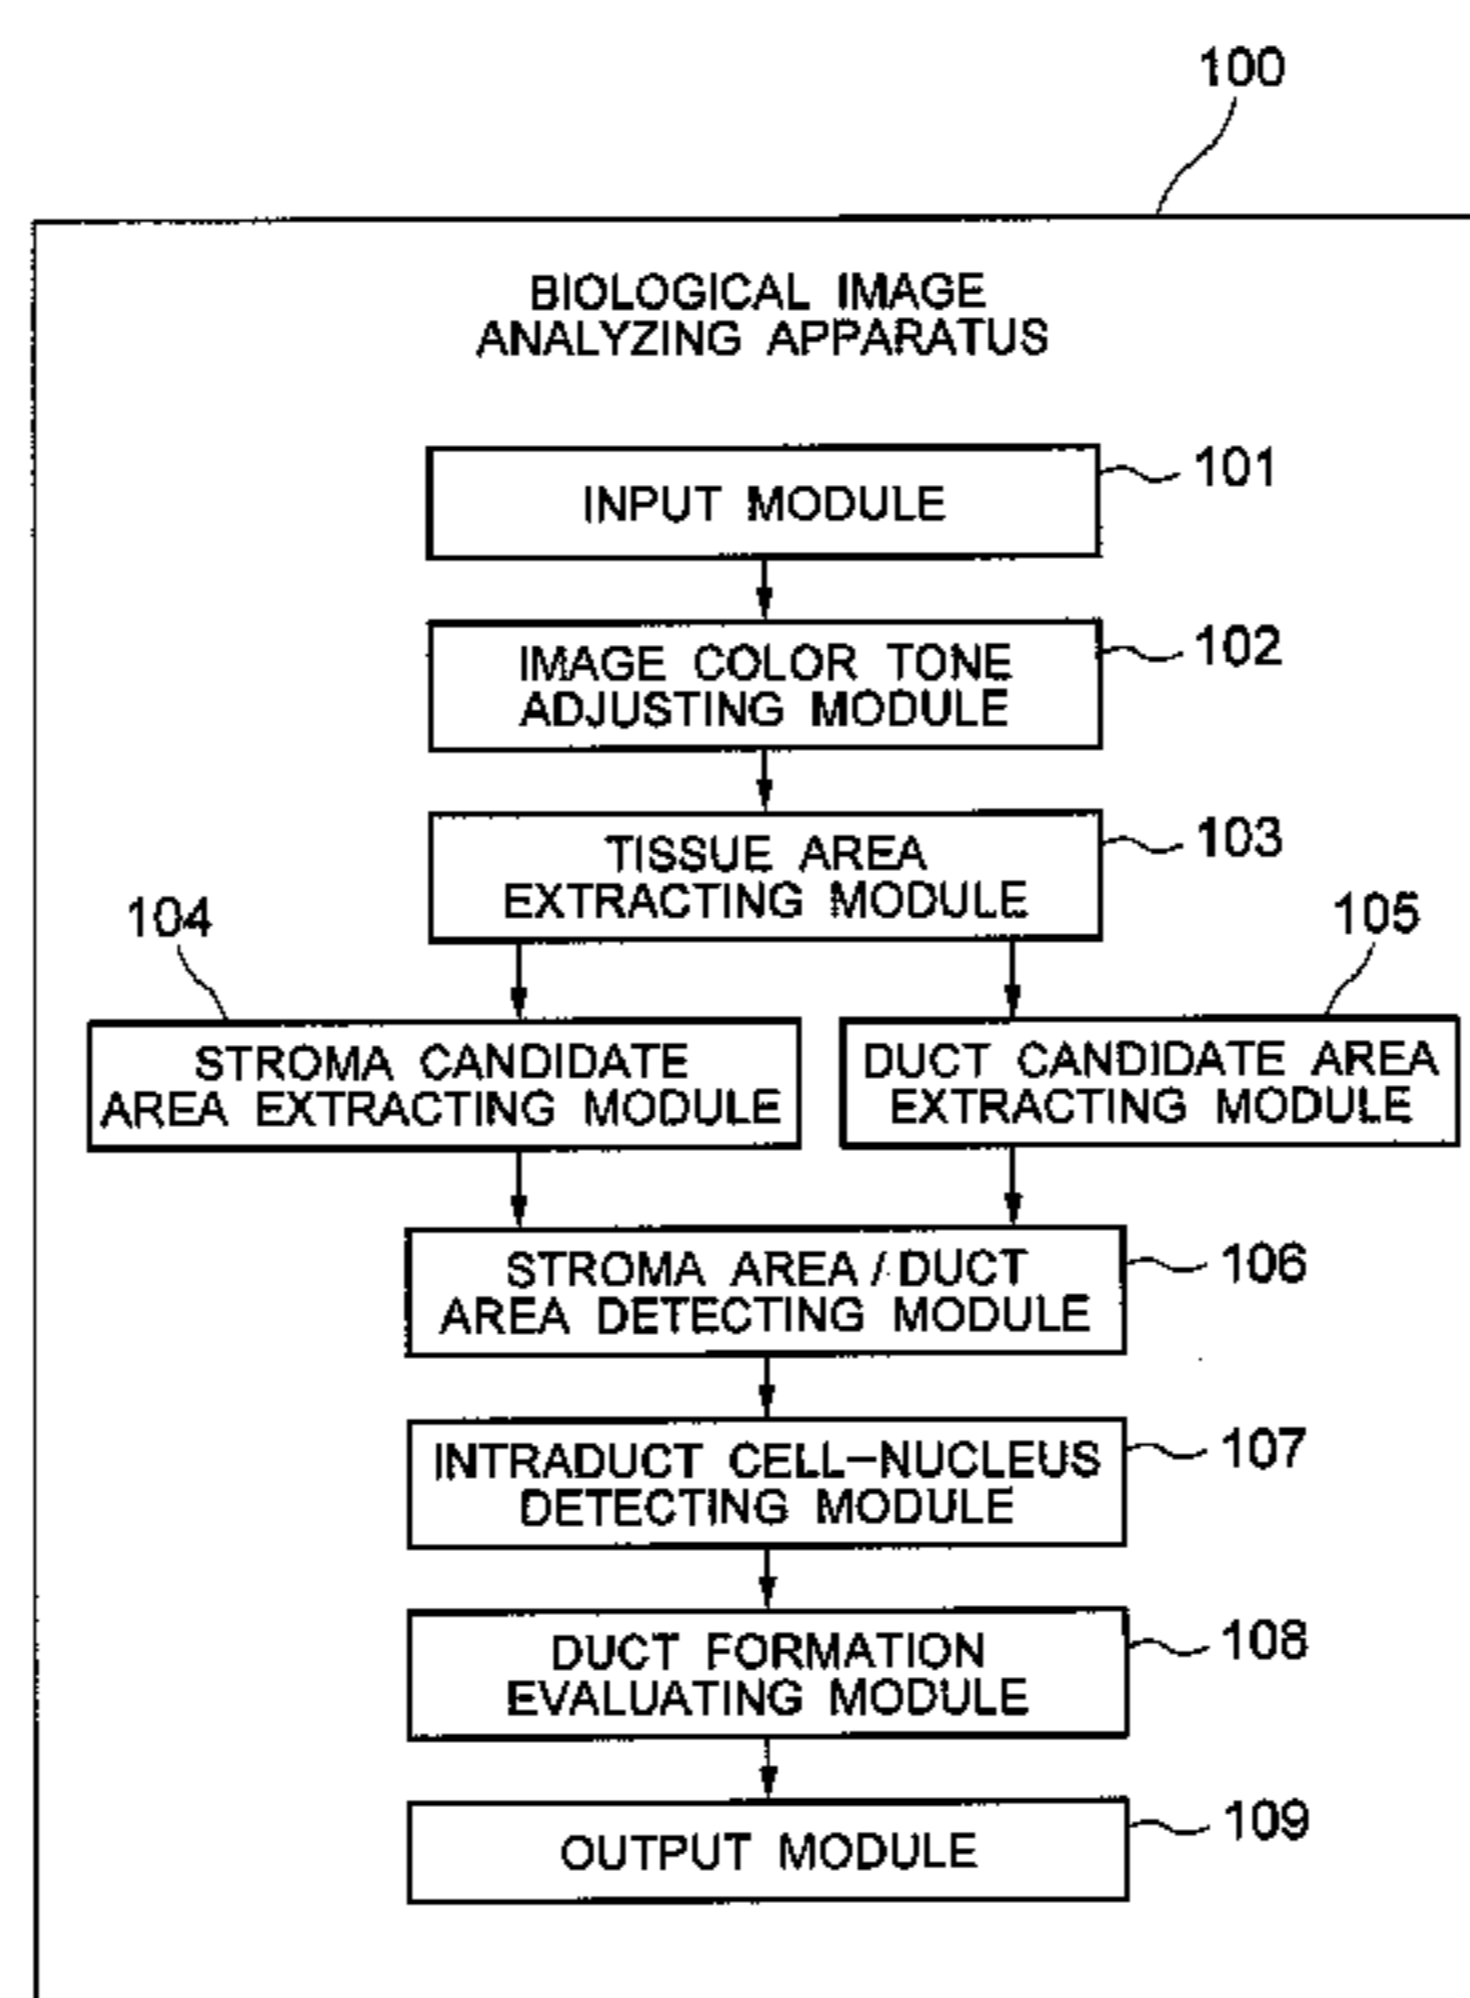 100
BIOLOGICAL IMAGE
ANALYZING APPARATUS
INPUT MODULE
101
IMAGE COLOR TONE
ADJUSTING MODULE
102
TISSUE AREA
EXTRACTING MODULE
103
104
105
STROMA CANDIDATE
AREA EXTRACTING MODULE
DUCT CANDIDATE AREA
EXTRACTING MODULE
STROMA AREA / DUCT
AREA DETECTING MODULE
106
INTRADUCT CELL-NUCLEUS
DETECTING MODULE
107
DUCT FORMATION
EVALUATING MODULE
108
OUTPUT MODULE
109